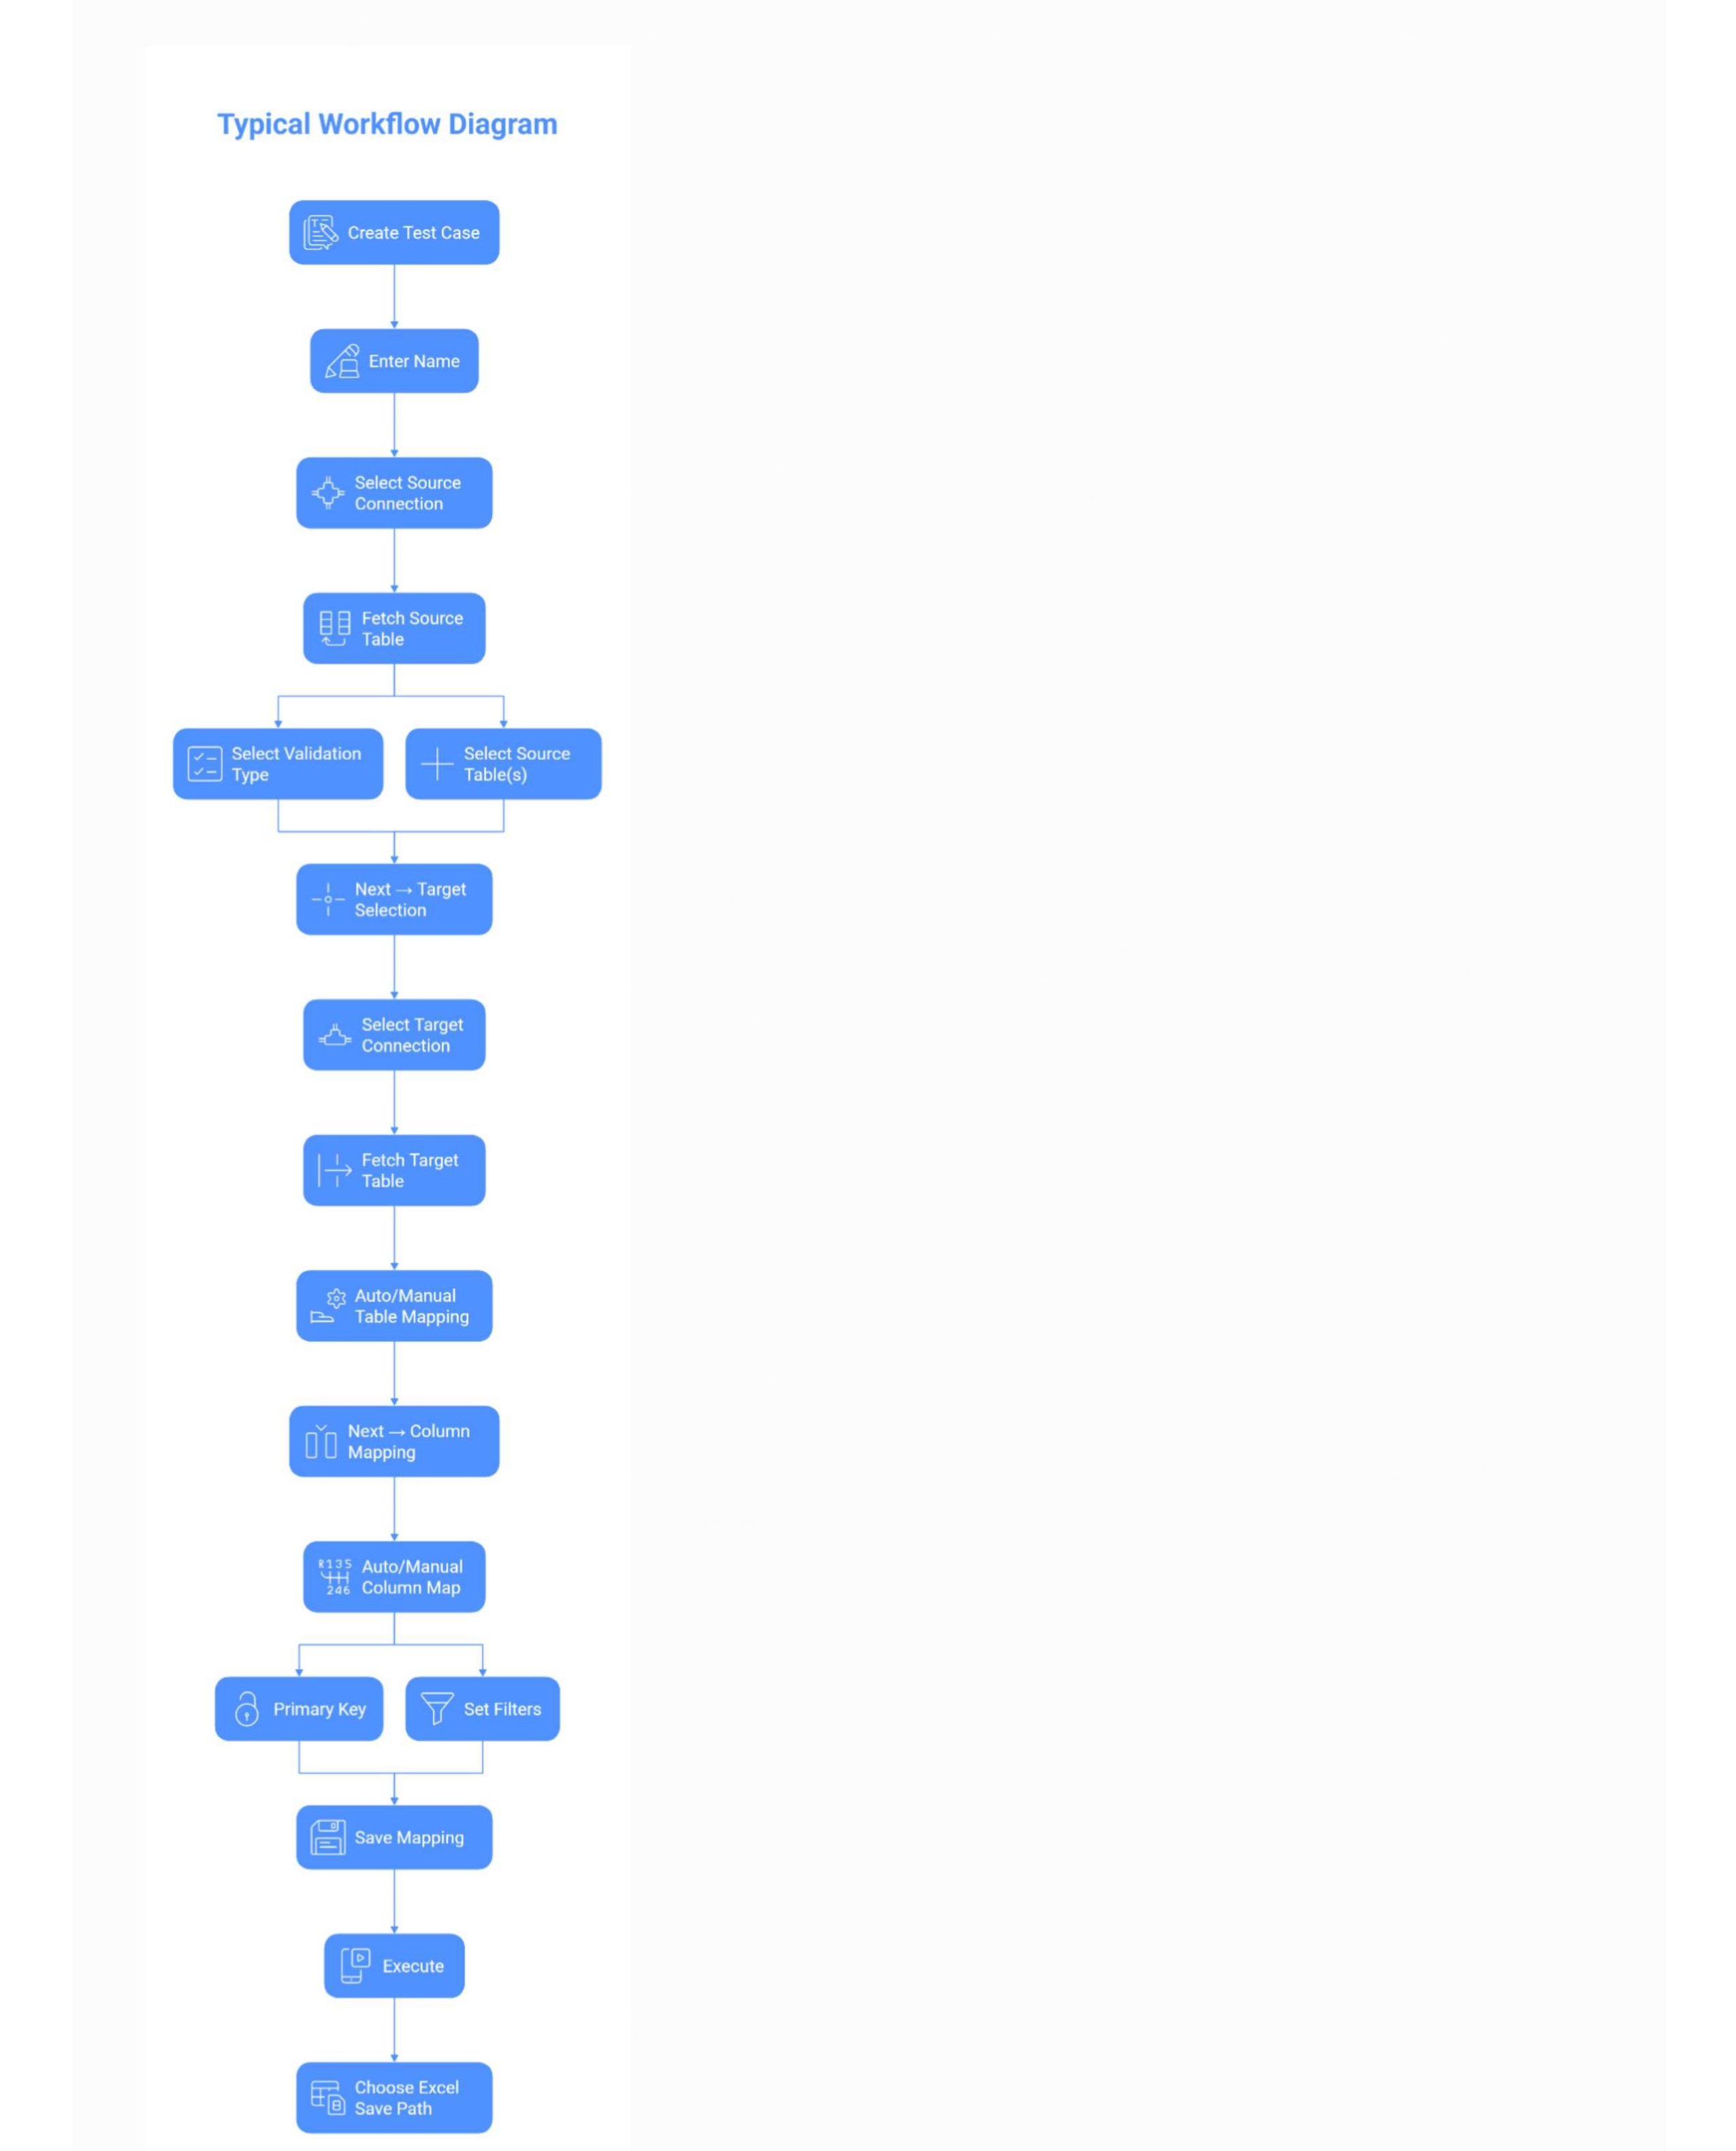 Typical Workflow Diagram
Create Test Case
Enter Name
Select Source
Connection
Fetch Source
Table
Select Validation
Type
Select Source
Table(s)
Next → Target
Selection
Select Target
Connection
Fetch Target
Table
Auto/Manual
Table Mapping
Next → Column
Mapping
R135
246
Auto/Manual
Column Map
Primary Key
Set Filters
Save Mapping
Execute
Choose Excel
Save Path